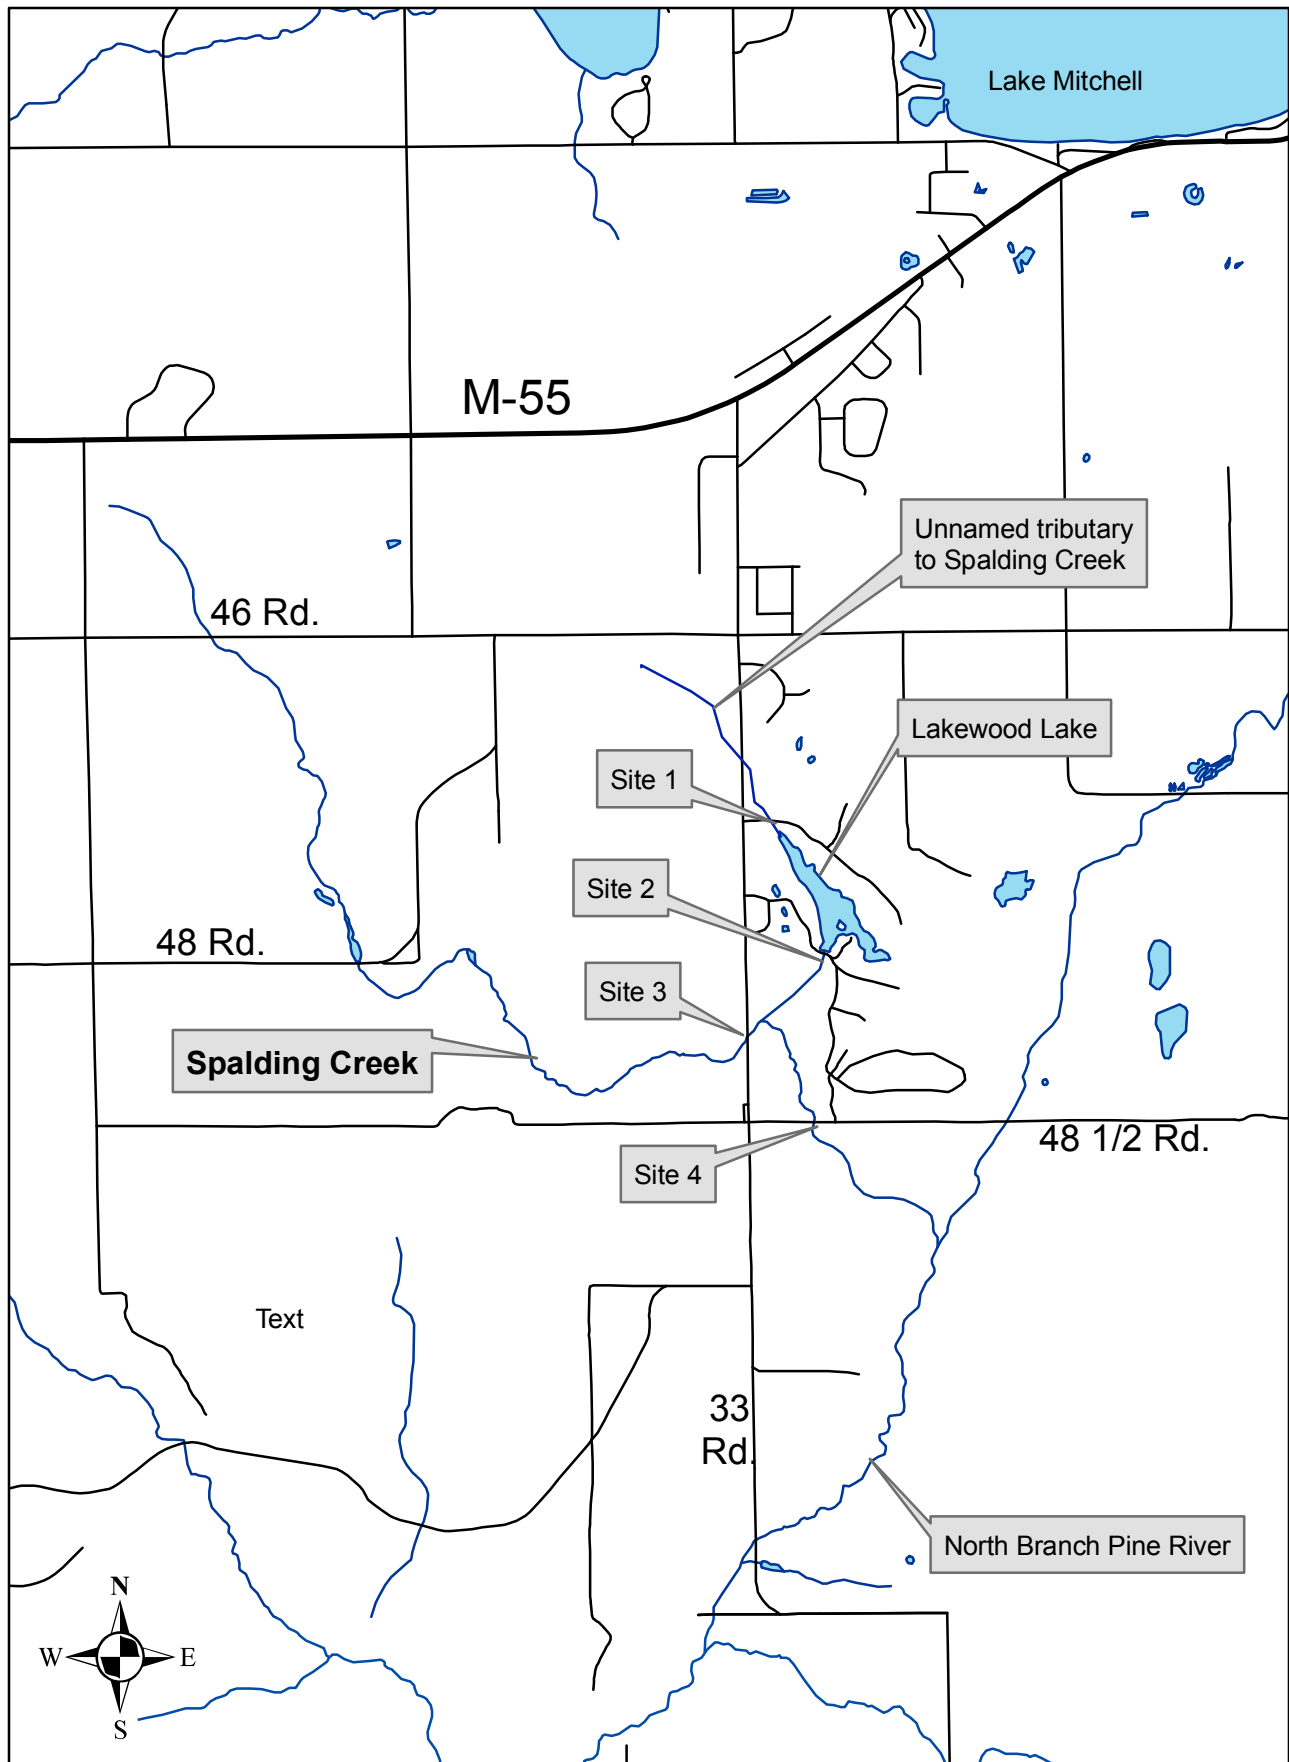 Lake Mitchell
M-55
Unnamed tributary
to Spalding Creek
46 Rd.
Lakewood Lake
Site 1
Site 2
48 Rd.
Site 3
Spalding Creek
48 1/2 Rd.
Site 4
Text
33
Rd.
North Branch Pine River
N
W
E
S